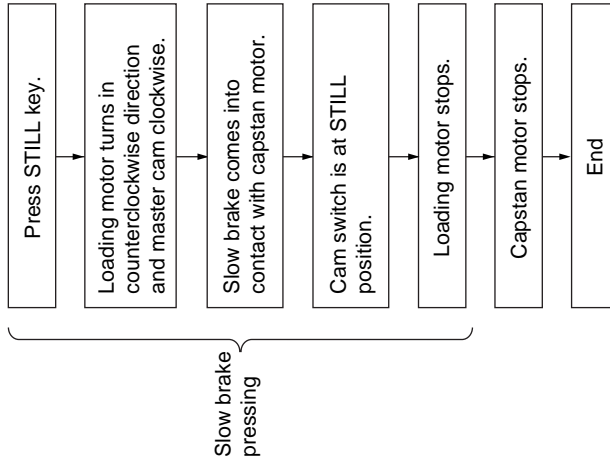 Press STILL key.
Loading motor turns in
counterclockwise direction
and master cam clockwise.
Slow brake comes into
contact with capstan motor.
Cam switch is at STILL
position.
Loading motor stops.
Capstan motor stops.
End
Slow brake
pressing